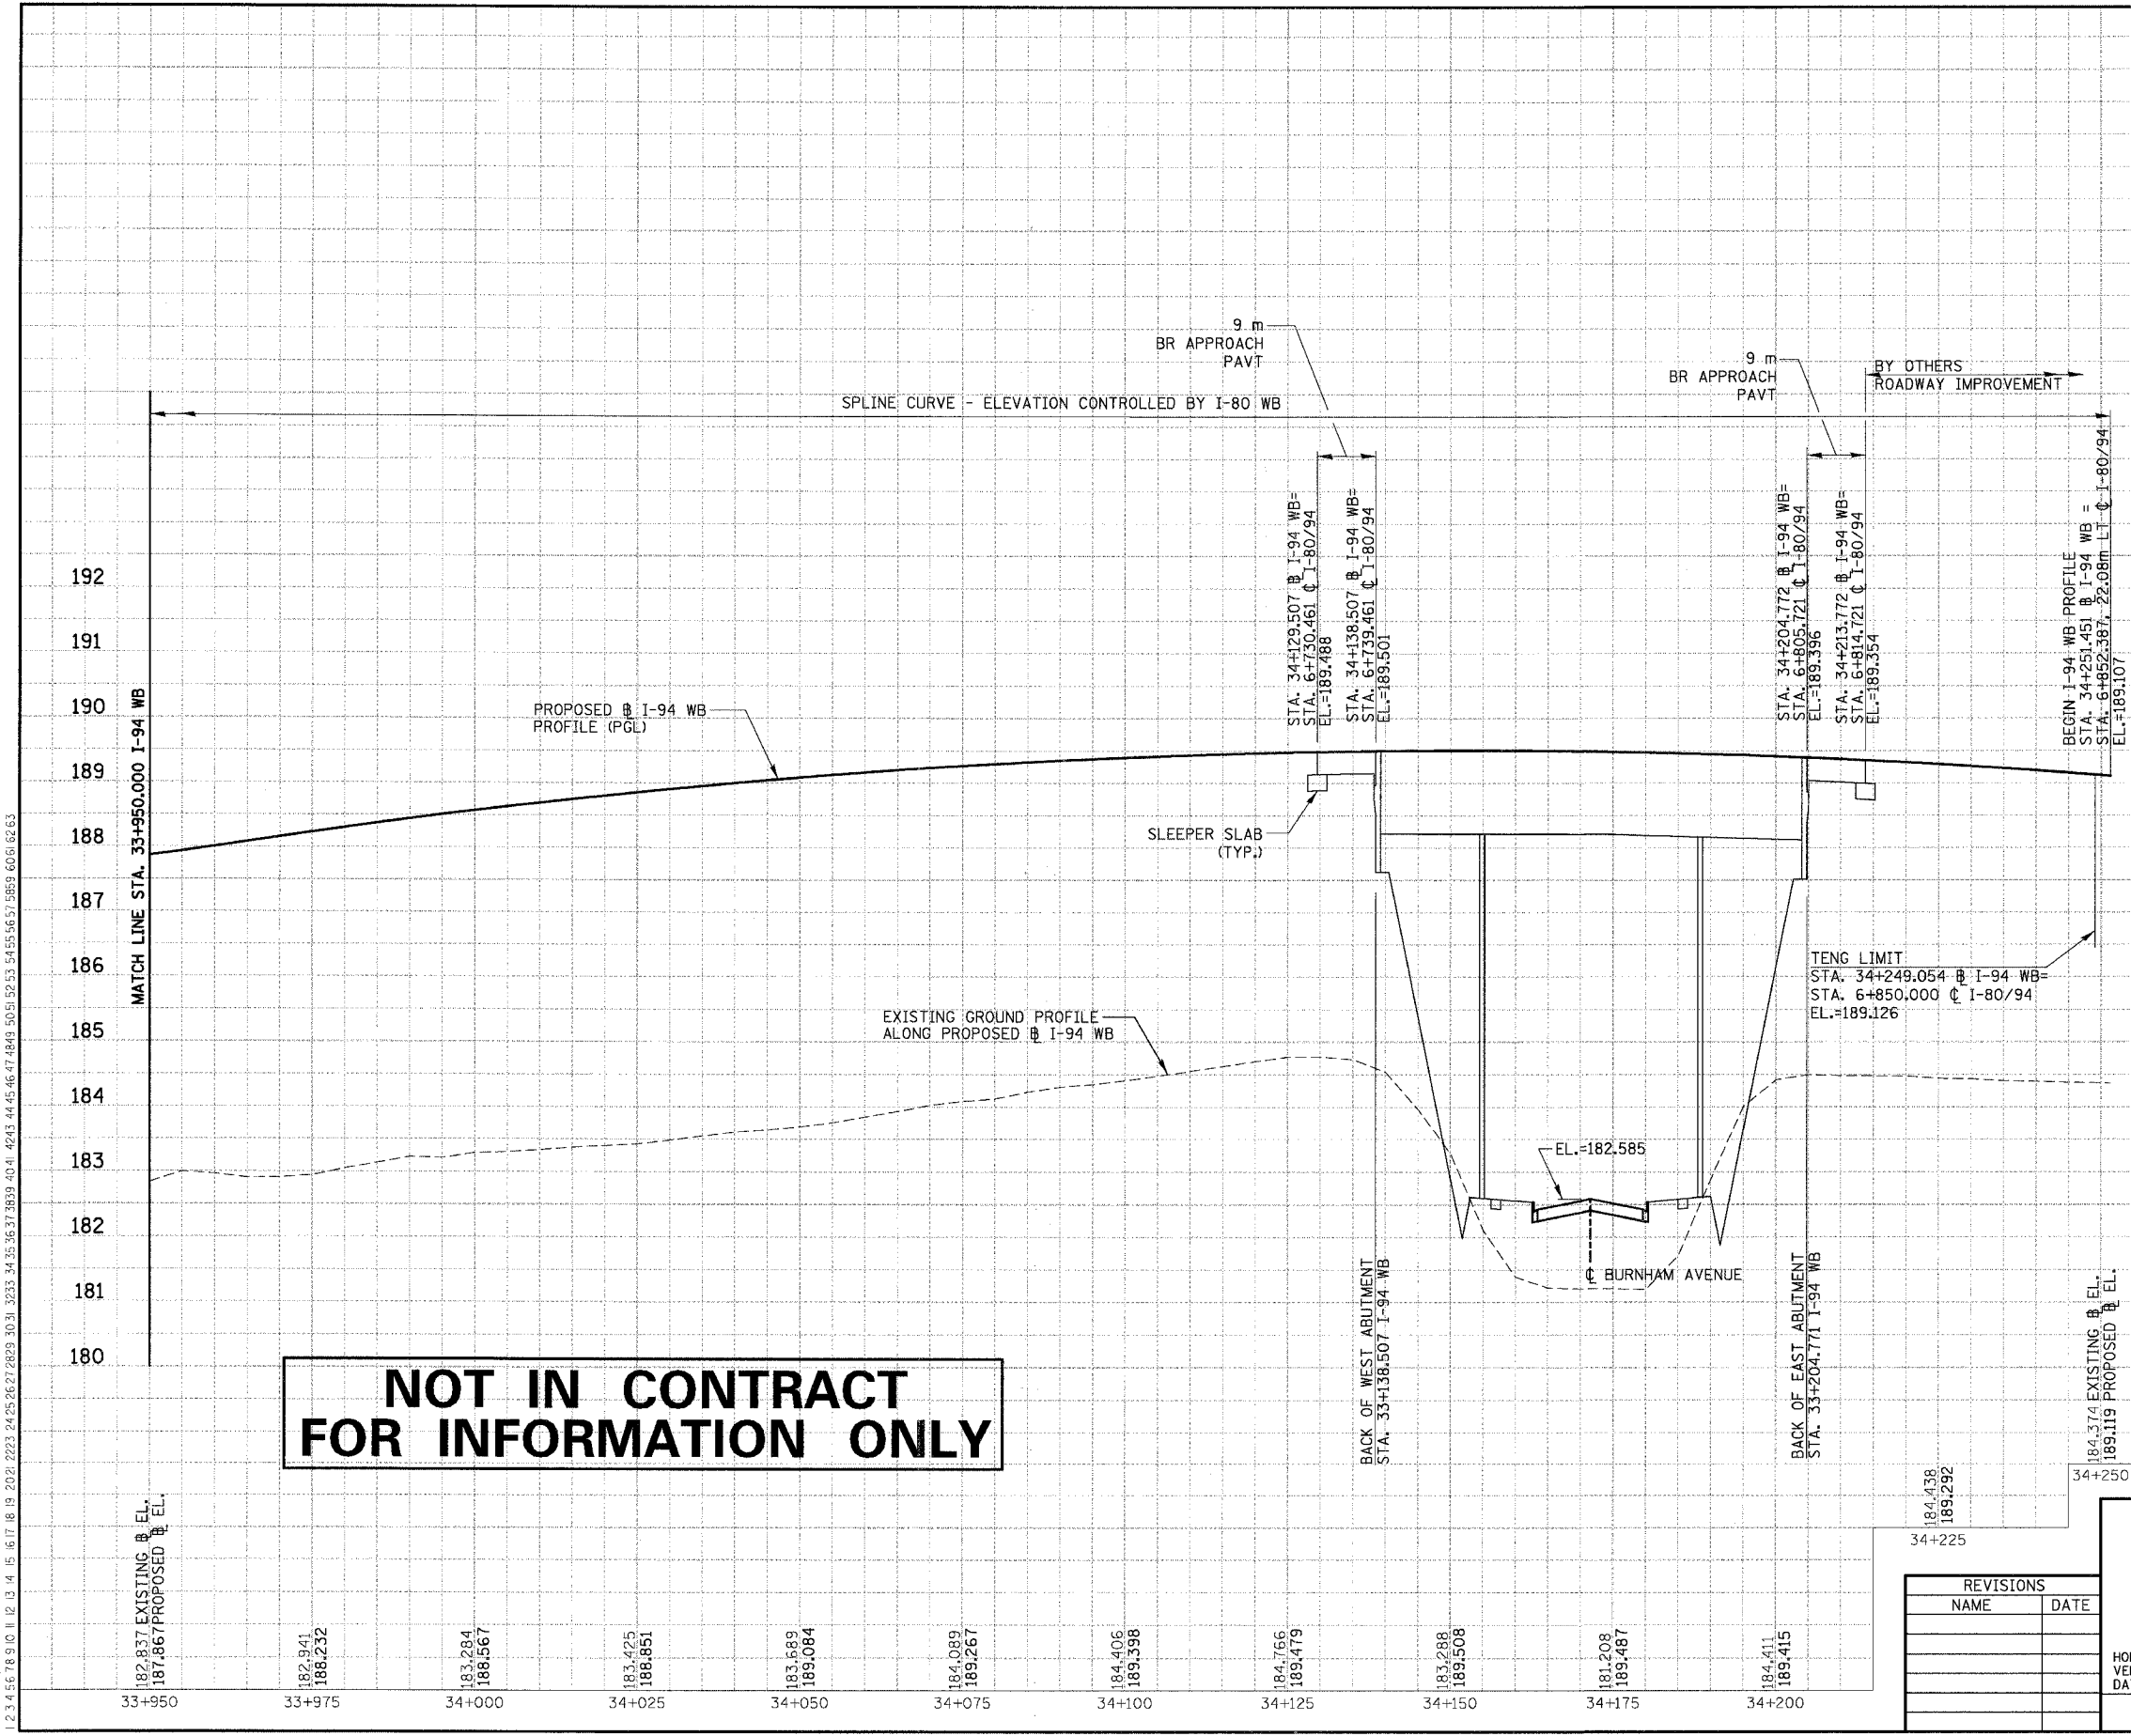 9 m
BR APPROACH
PAVT
9 m
BR APPROACH
PAVT
BY OTHERS
ROADWAY IMPROVEMENT
SPLINE CURVE - ELEVATION CONTROLLED BY I-80 WB
STA. 34+129.507 ⅊ I-94 WB=
STA. 6+730.461 ℄ I-80/94
EL.=189.488
STA. 34+138.507 ⅊ I-94 WB=
STA. 6+739.461 ℄ I-80/94
EL.=189.501
STA. 34+204.772 ⅊ I-94 WB=
STA. 6+805.721 ℄ I-80/94
EL.=189.396
STA. 34+213.772 ⅊ I-94 WB=
STA. 6+814.721 ℄ I-80/94
EL.=189.354
BEGIN I-94 WB PROFILE
STA. 34+251.451 ⅊ I-94 WB =
STA. 6+852.387, 22.08m LT ℄ I-80/94
EL.=189.107
192
191
190
189
188
187
186
185
184
183
182
181
180
MATCH LINE STA. 33+950.000 I-94 WB
PROPOSED ⅊ I-94 WB
PROFILE (PGL)
SLEEPER SLAB
(TYP.)
EXISTING GROUND PROFILE
ALONG PROPOSED ⅊ I-94 WB
TENG LIMIT
STA. 34+249.054 ⅊ I-94 WB=
STA. 6+850.000 ℄ I-80/94
EL.=189.126
EL.=182.585
℄ BURNHAM AVENUE
BACK OF WEST ABUTMENT
STA. 33+138.507 I-94 WB
BACK OF EAST ABUTMENT
STA. 33+204.771 I-94 WB
NOT IN CONTRACT
FOR INFORMATION ONLY
182.837 EXISTING ⅊ EL.
187.867 PROPOSED ⅊ EL.
182.941
188.232
183.284
188.567
183.425
188.851
183.689
189.084
184.089
189.267
184.406
189.398
184.766
189.479
183.288
189.508
181.208
189.487
184.411
189.415
184.438
189.292
184.374 EXISTING ⅊ EL.
189.119 PROPOSED ⅊ EL.
34+250
34+225
33+950
33+975
34+000
34+025
34+050
34+075
34+100
34+125
34+150
34+175
34+200
REVISIONS
NAME
DATE